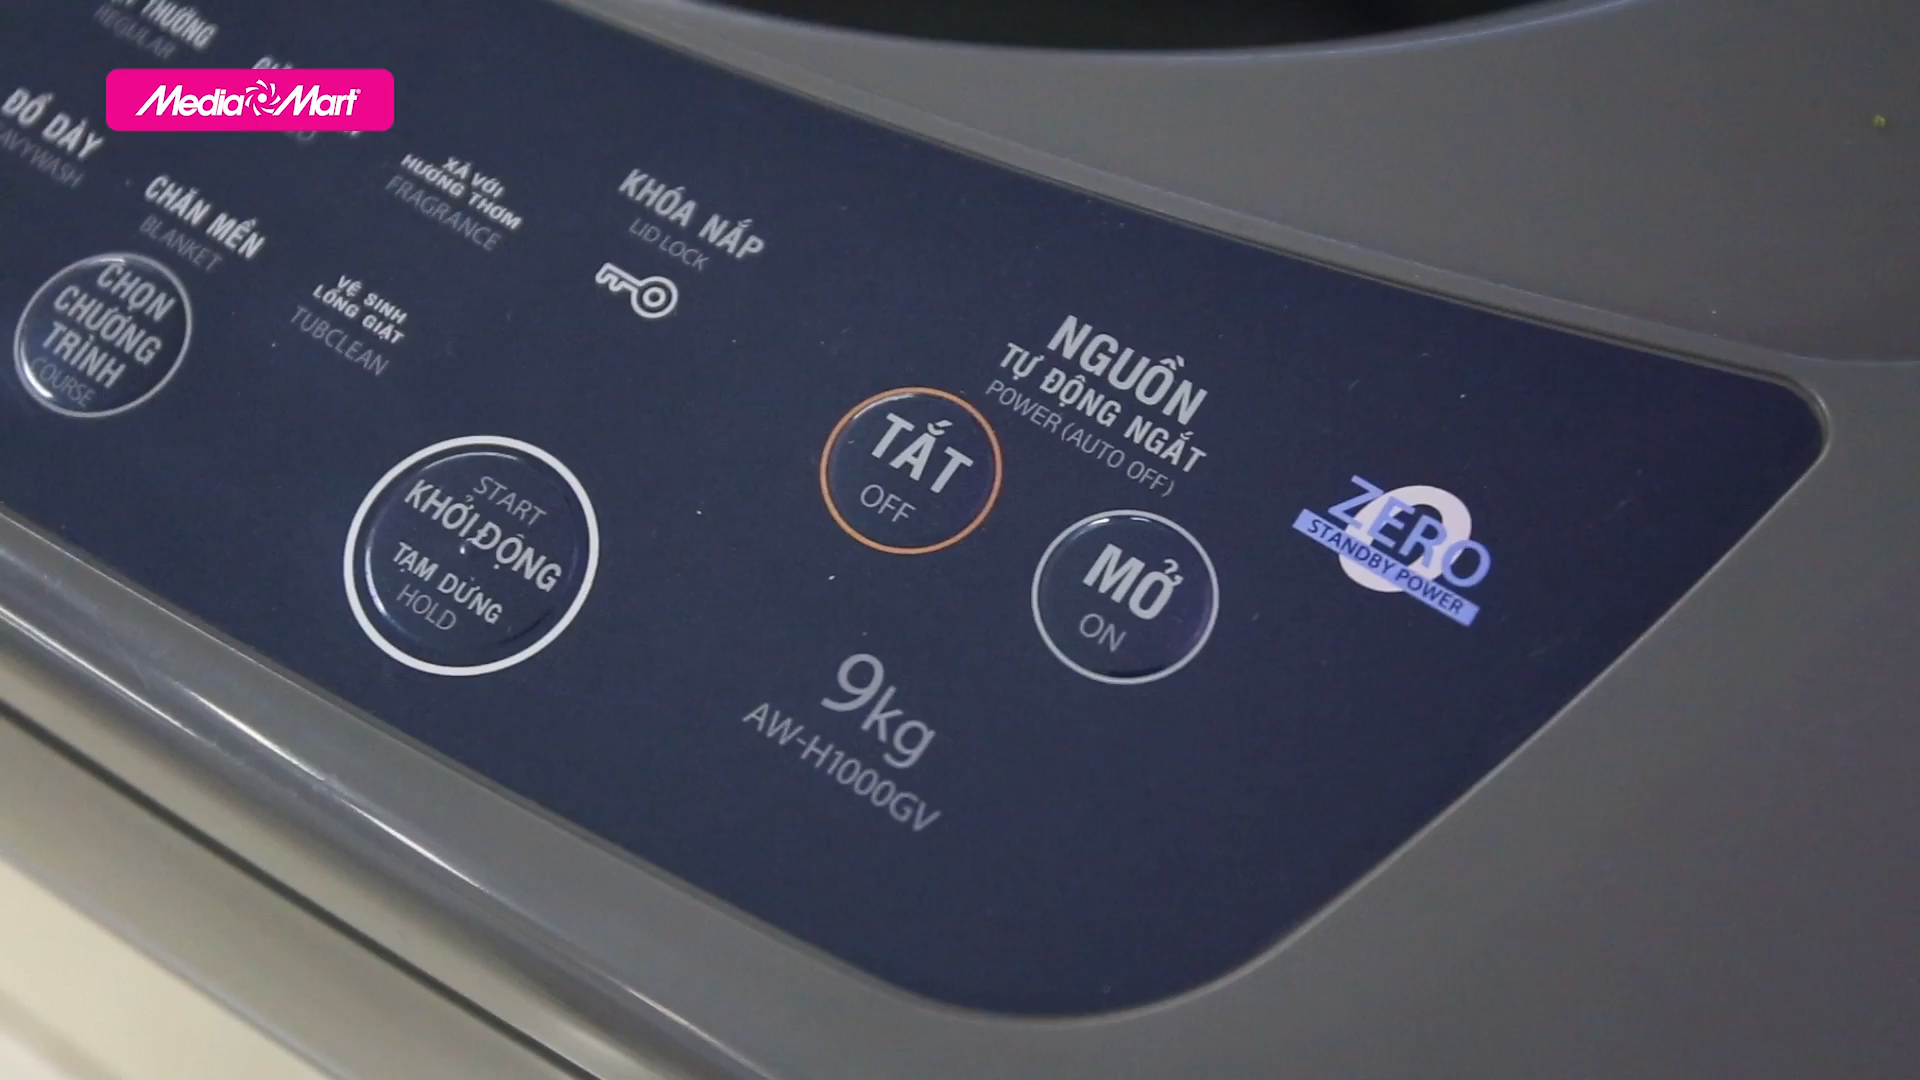 THƯỜNG
REGULAR
MediaMart
ĐỒ DÀY
CHĂN MỀN
BLANKET
XẢ VỚI
HƯƠNG THƠM
FRAGRANCE
KHÓA NẮP
LID LOCK
CHỌN
CHƯƠNG
TRÌNH
COURSE
VỆ SINH
LỒNG GIẶT
TUBCLEAN
START
KHỞI ĐỘNG
TẠM DỪNG
HOLD
NGUỒN
TỰ ĐỘNG NGẮT
POWER (AUTO OFF)
TẮT
OFF
MỞ
ON
ZERO
STANDBY POWER
9kg
AW-H1000GV